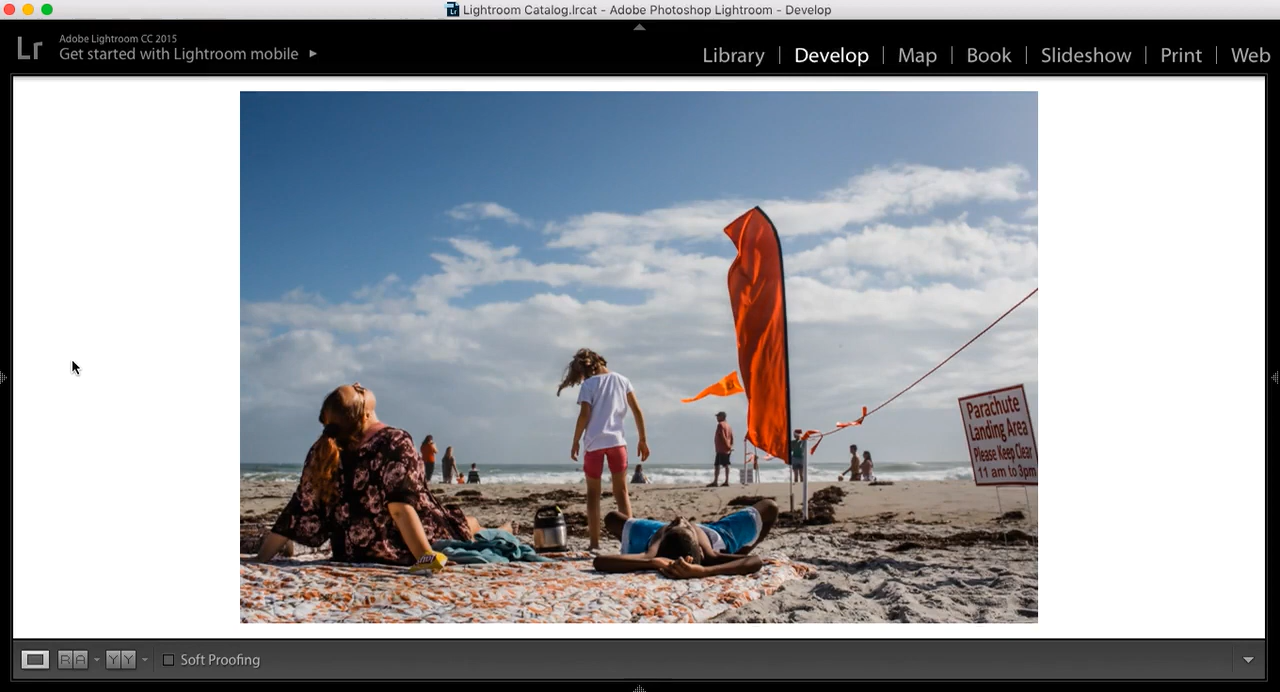 Lightroom Catalog.lrcat - Adobe Photoshop Lightroom - Develop
Lr
Adobe Lightroom CC 2015
Get started with Lightroom mobile
Library | Develop | Map | Book | Slideshow | Print | Web
Parachute
Landing Area
Please Keep Clear
11 am to 3pm
R A
Y Y
Soft Proofing